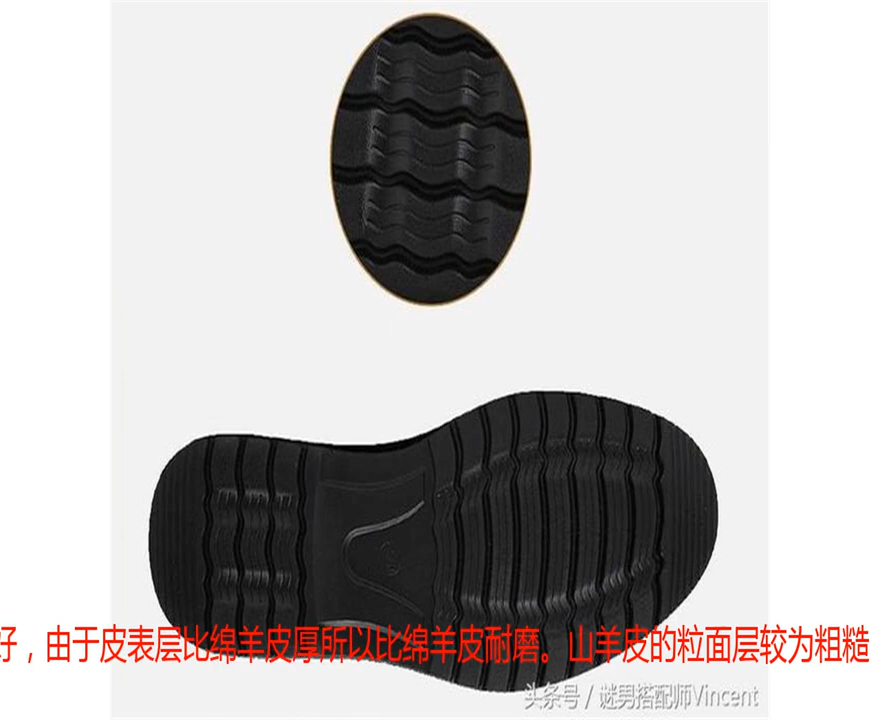 好，由于皮表层比绵羊皮厚所以比绵羊皮耐磨。山羊皮的粒面层较为粗糙
头条号 / 谜男搭配师Vincent